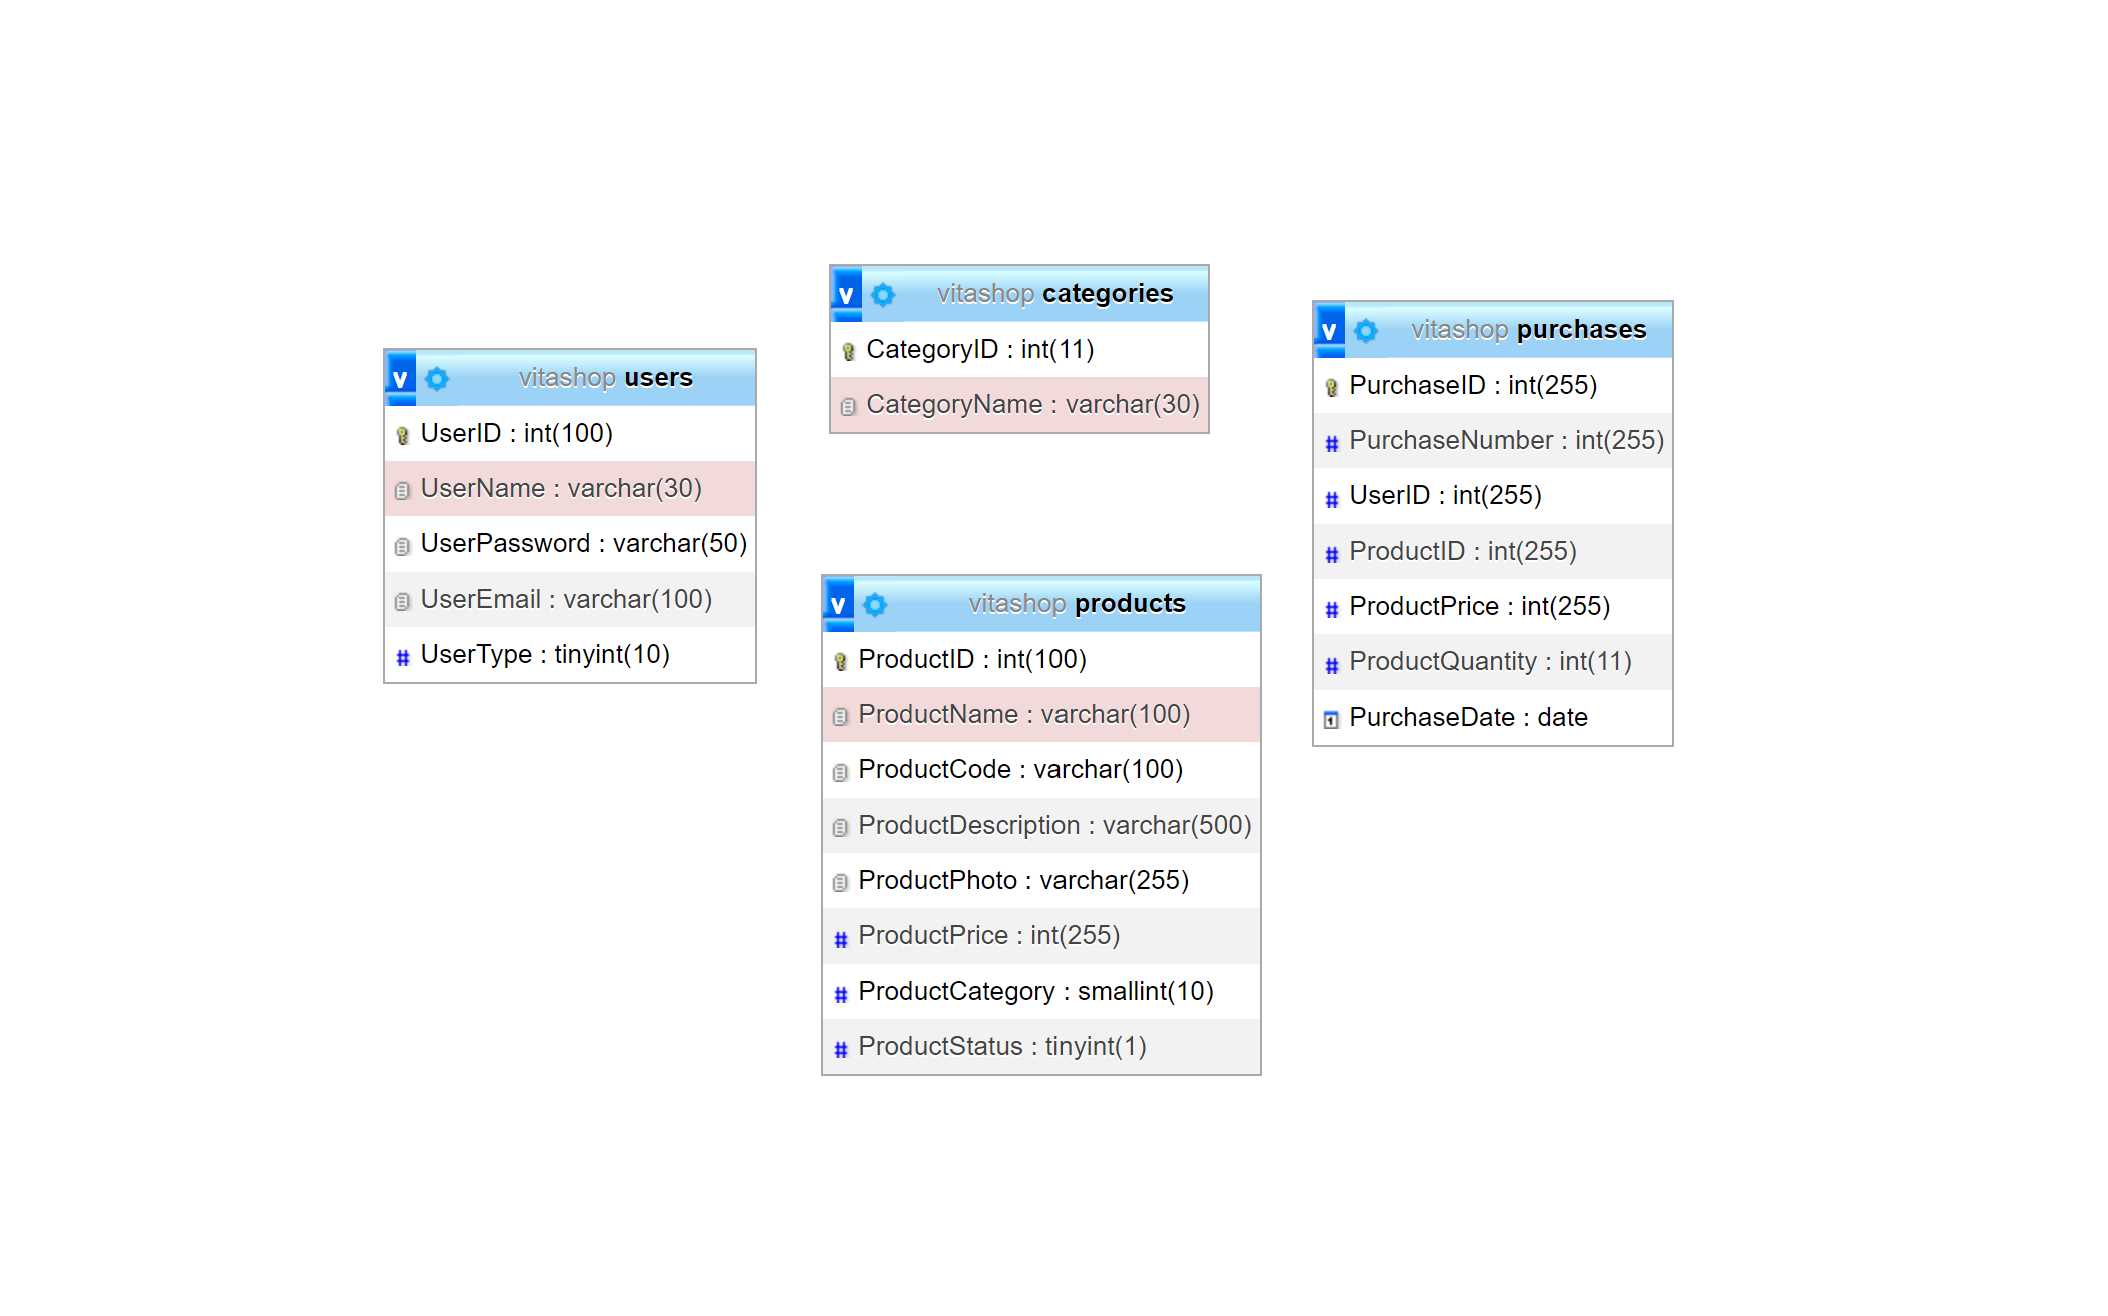 v vitashop users
UserID : int(100)
UserName : varchar(30)
UserPassword : varchar(50)
UserEmail : varchar(100)
UserType : tinyint(10)
v vitashop categories
CategoryID : int(11)
CategoryName : varchar(30)
v vitashop products
ProductID : int(100)
ProductName : varchar(100)
ProductCode : varchar(100)
ProductDescription : varchar(500)
ProductPhoto : varchar(255)
# ProductPrice : int(255)
# ProductCategory : smallint(10)
# ProductStatus : tinyint(1)
v vitashop purchases
PurchaseID : int(255)
# PurchaseNumber : int(255)
# UserID : int(255)
# ProductID : int(255)
# ProductPrice : int(255)
# ProductQuantity : int(11)
PurchaseDate : date